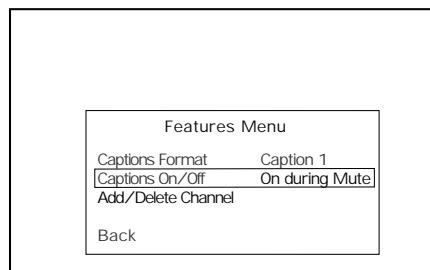 Features Menu
Captions Format Caption 1
Captions On/Off On during Mute
Add/Delete Channel
Back